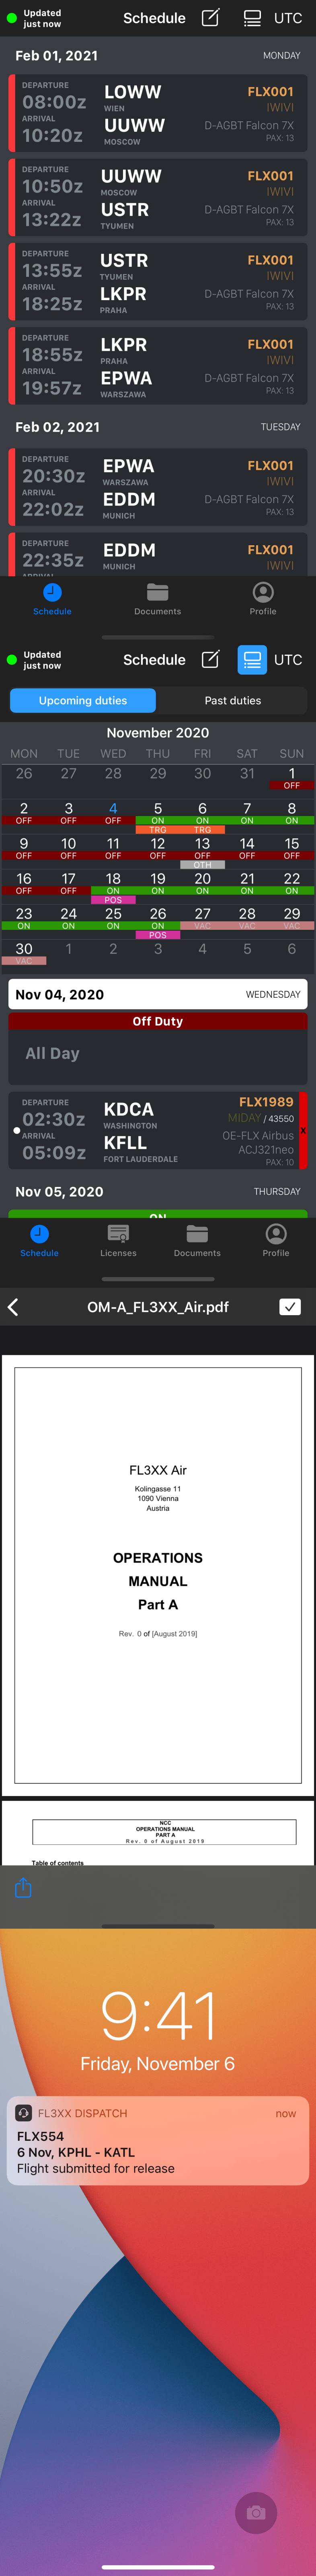 Updated
just now
Schedule
UTC
Feb 01, 2021
MONDAY
DEPARTURE
08:00z
ARRIVAL
10:20z
LOWW
WIEN
UUWW
MOSCOW
FLX001
IWIVI
D-AGBT Falcon 7X
PAX: 13
DEPARTURE
10:50z
ARRIVAL
13:22z
UUWW
MOSCOW
USTR
TYUMEN
FLX001
IWIVI
D-AGBT Falcon 7X
PAX: 13
DEPARTURE
13:55z
ARRIVAL
18:25z
USTR
TYUMEN
LKPR
PRAHA
FLX001
IWIVI
D-AGBT Falcon 7X
PAX: 13
DEPARTURE
18:55z
ARRIVAL
19:57z
LKPR
PRAHA
EPWA
WARSZAWA
FLX001
IWIVI
D-AGBT Falcon 7X
PAX: 13
Feb 02, 2021
TUESDAY
DEPARTURE
20:30z
ARRIVAL
22:02z
EPWA
WARSZAWA
EDDM
MUNICH
FLX001
IWIVI
D-AGBT Falcon 7X
PAX: 13
DEPARTURE
22:35z
ARRIVAL
EDDM
MUNICH
FLX001
IWIVI
Schedule
Documents
Profile
Updated
just now
Schedule
UTC
Upcoming duties
Past duties
November 2020
MON TUE WED THU FRI SAT SUN
26 27 28 29 30 31 1
OFF
2 3 4 5 6 7 8
OFF OFF OFF ON ON ON ON
TRG TRG
9 10 11 12 13 14 15
OFF OFF OFF OFF OFF OFF OFF
OTH
16 17 18 19 20 21 22
OFF OFF ON ON ON ON ON
POS
23 24 25 26 27 28 29
ON ON ON ON VAC VAC VAC
POS
30 1 2 3 4 5 6
VAC
Nov 04, 2020
WEDNESDAY
Off Duty
All Day
DEPARTURE
02:30z
ARRIVAL
05:09z
KDCA
WASHINGTON
KFLL
FORT LAUDERDALE
FLX1989
MIDAY / 43550
OE-FLX Airbus
ACJ321neo
PAX: 10
X
Nov 05, 2020
THURSDAY
ON
Schedule
Licenses
Documents
Profile
OM-A_FL3XX_Air.pdf
FL3XX Air
Kolingasse 11
1090 Vienna
Austria
OPERATIONS
MANUAL
Part A
Rev. 0 of [August 2019]
NCC
OPERATIONS MANUAL
PART A
Rev. 0 of August 2019
Table of contents
9:41
Friday, November 6
FL3XX DISPATCH
now
FLX554
6 Nov, KPHL - KATL
Flight submitted for release